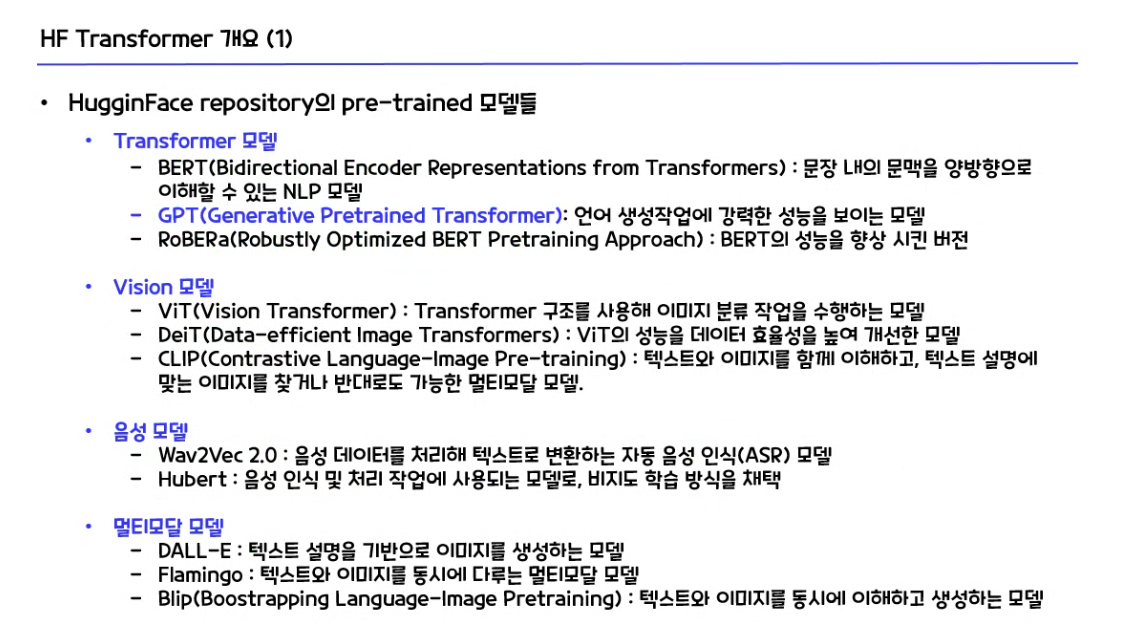 HF Transformer 개요 (1)
• HugginFace repository의 pre-trained 모델들
• Transformer 모델
– BERT(Bidirectional Encoder Representations from Transformers) : 문장 내의 문맥을 양방향으로
이해할 수 있는 NLP 모델
– GPT(Generative Pretrained Transformer): 언어 생성작업에 강력한 성능을 보이는 모델
– RoBERa(Robustly Optimized BERT Pretraining Approach) : BERT의 성능을 향상 시킨 버전
• Vision 모델
– ViT(Vision Transformer) : Transformer 구조를 사용해 이미지 분류 작업을 수행하는 모델
– DeiT(Data-efficient Image Transformers) : ViT의 성능을 데이터 효율성을 높여 개선한 모델
– CLIP(Contrastive Language-Image Pre-training) : 텍스트와 이미지를 함께 이해하고, 텍스트 설명에
맞는 이미지를 찾거나 반대로도 가능한 멀티모달 모델.
• 음성 모델
– Wav2Vec 2.0 : 음성 데이터를 처리해 텍스트로 변환하는 자동 음성 인식(ASR) 모델
– Hubert : 음성 인식 및 처리 작업에 사용되는 모델로, 비지도 학습 방식을 채택
• 멀티모달 모델
– DALL-E : 텍스트 설명을 기반으로 이미지를 생성하는 모델
– Flamingo : 텍스트와 이미지를 동시에 다루는 멀티모달 모델
– Blip(Boostrapping Language-Image Pretraining) : 텍스트와 이미지를 동시에 이해하고 생성하는 모델